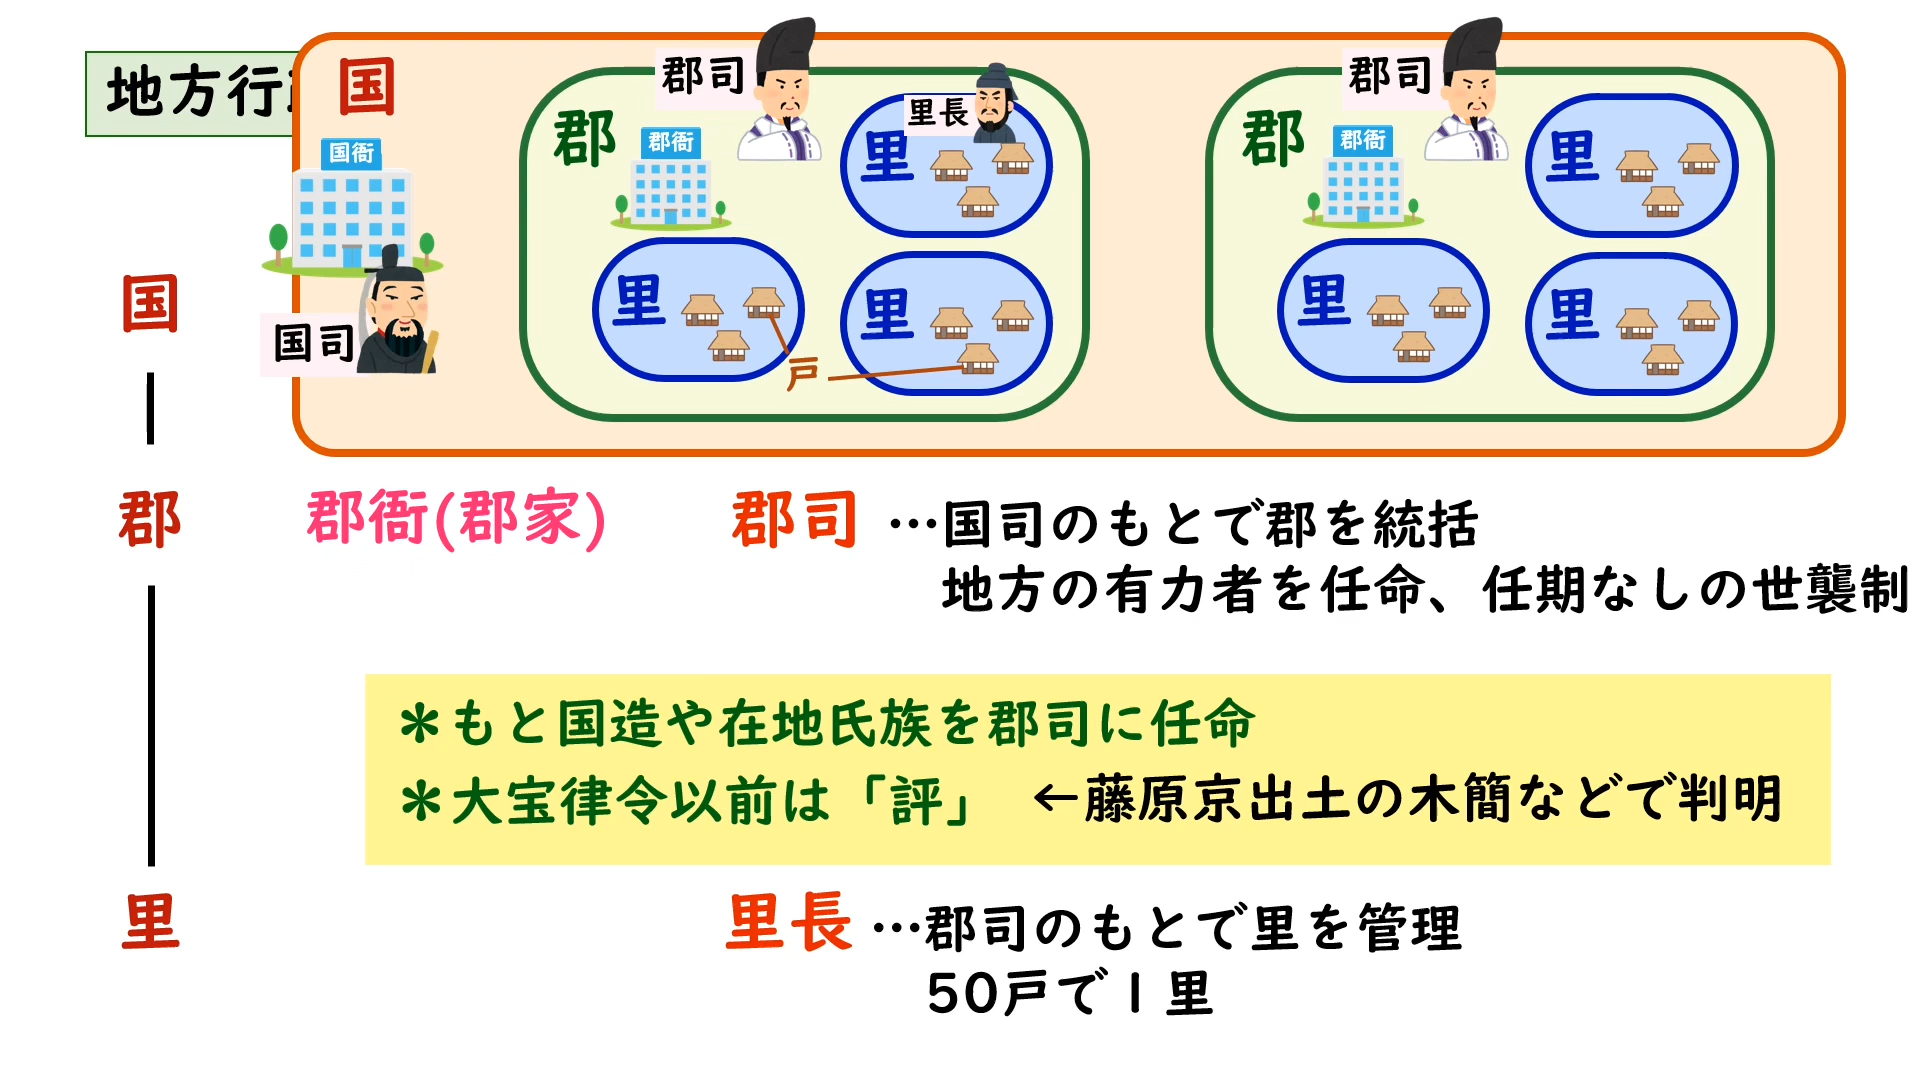 地方行
国
国衙
国司
郡司
郡
郡衙
里長
里
里
里
戸
郡司
郡
郡衙
里
里
里
国
郡
郡衙(郡家)
郡司 …国司のもとで郡を統括
地方の有力者を任命、任期なしの世襲制
＊もと国造や在地氏族を郡司に任命
＊大宝律令以前は「評」 ←藤原京出土の木簡などで判明
里
里長 …郡司のもとで里を管理
50戸で1里